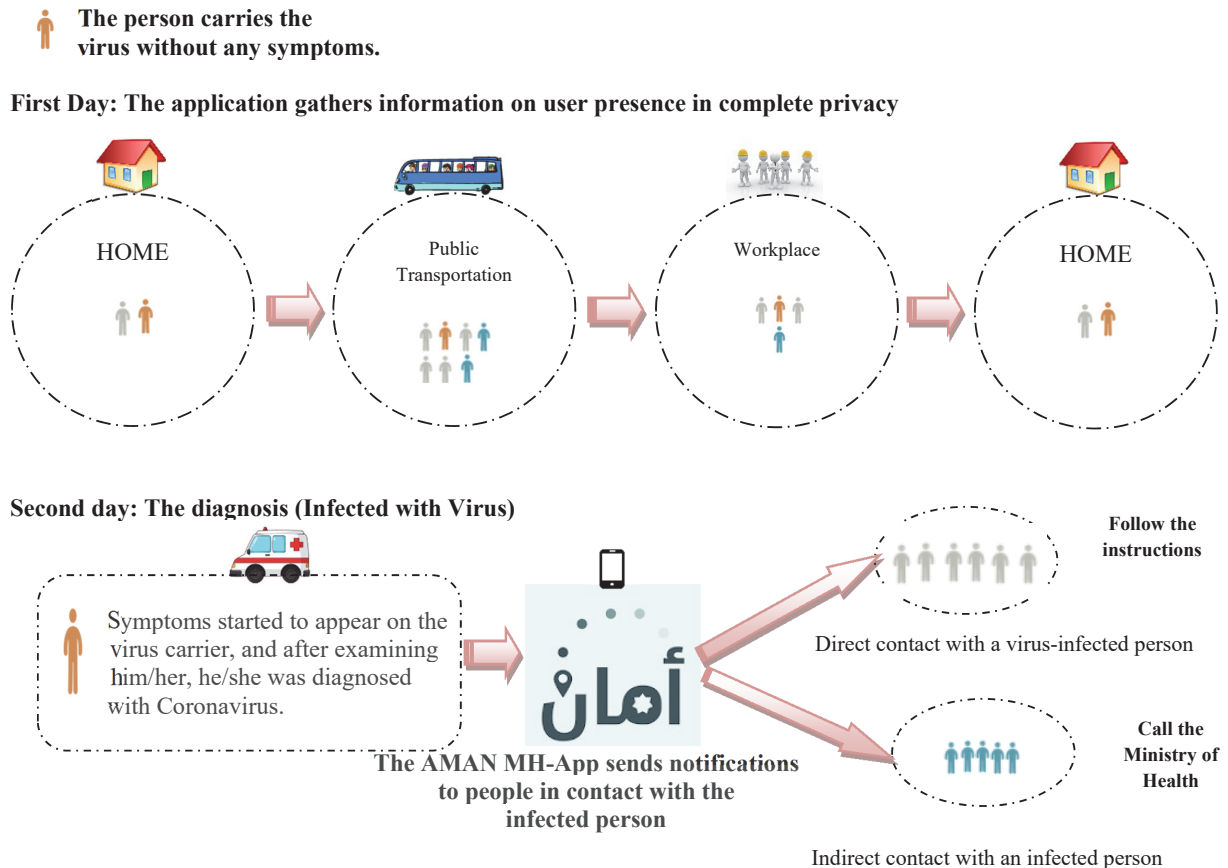 The person carries the
virus without any symptoms.
First Day: The application gathers information on user presence in complete privacy
HOME
Public
Transportation
Workplace
HOME
Second day: The diagnosis (Infected with Virus)
Symptoms started to appear on the
virus carrier, and after examining
him/her, he/she was diagnosed
with Coronavirus.
أمان
The AMAN MH-App sends notifications
to people in contact with the
infected person
Follow the
instructions
Direct contact with a virus-infected person
Call the
Ministry of
Health
Indirect contact with an infected person